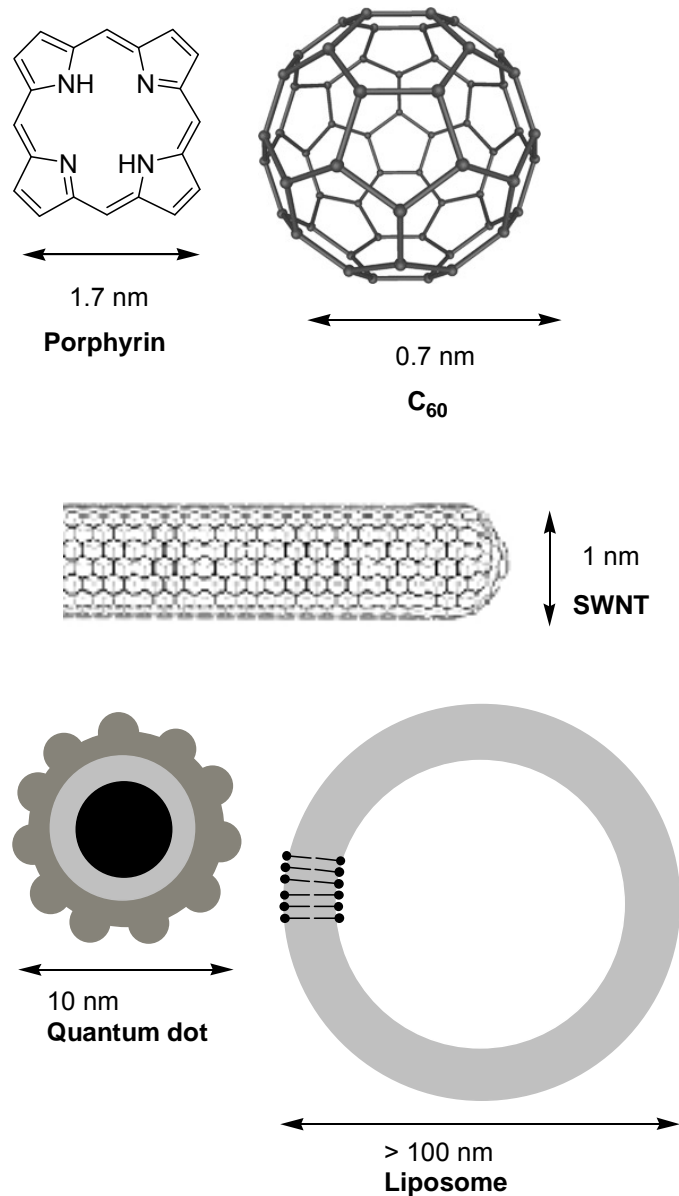 NH
N
N
HN
1.7 nm
Porphyrin
0.7 nm
C60
1 nm
SWNT
10 nm
Quantum dot
> 100 nm
Liposome